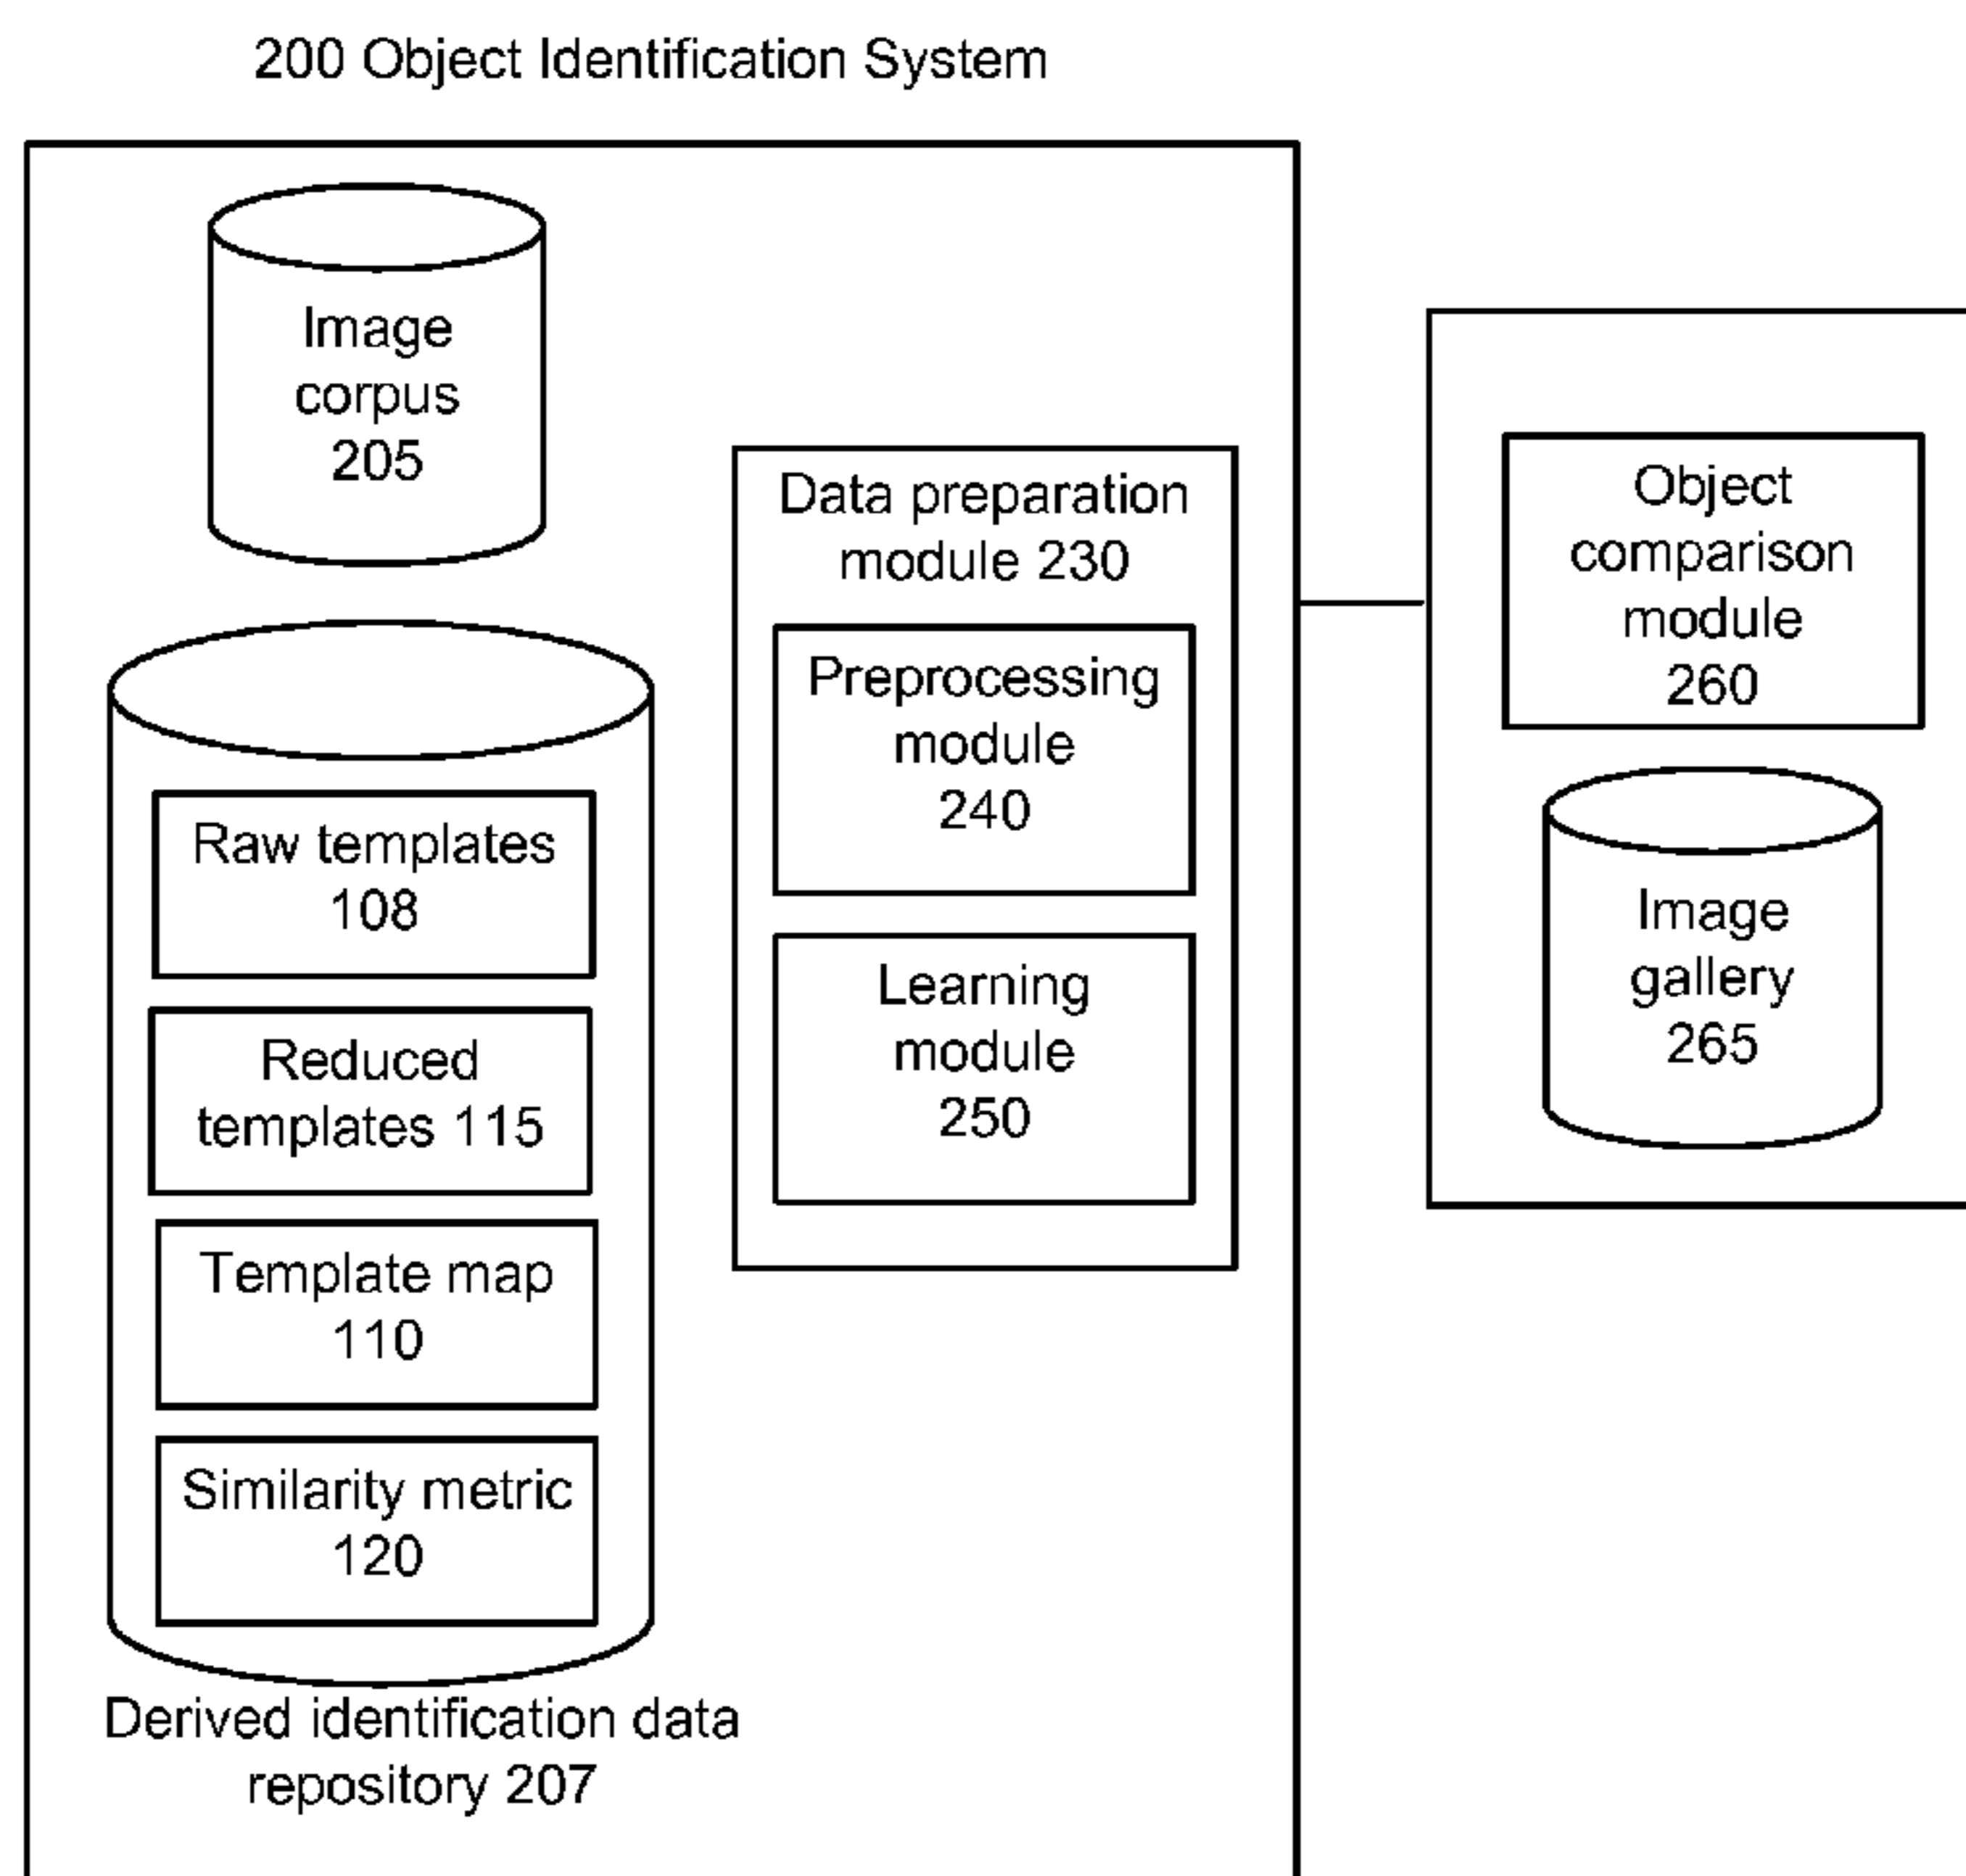 200 Object Identification System
Image
corpus
205
Raw templates
108
Reduced
templates 115
Template map
110
Similarity metric
120
Derived identification data
repository 207
Data preparation
module 230
Preprocessing
module
240
Learning
module
250
Object
comparison
module
260
Image
gallery
265